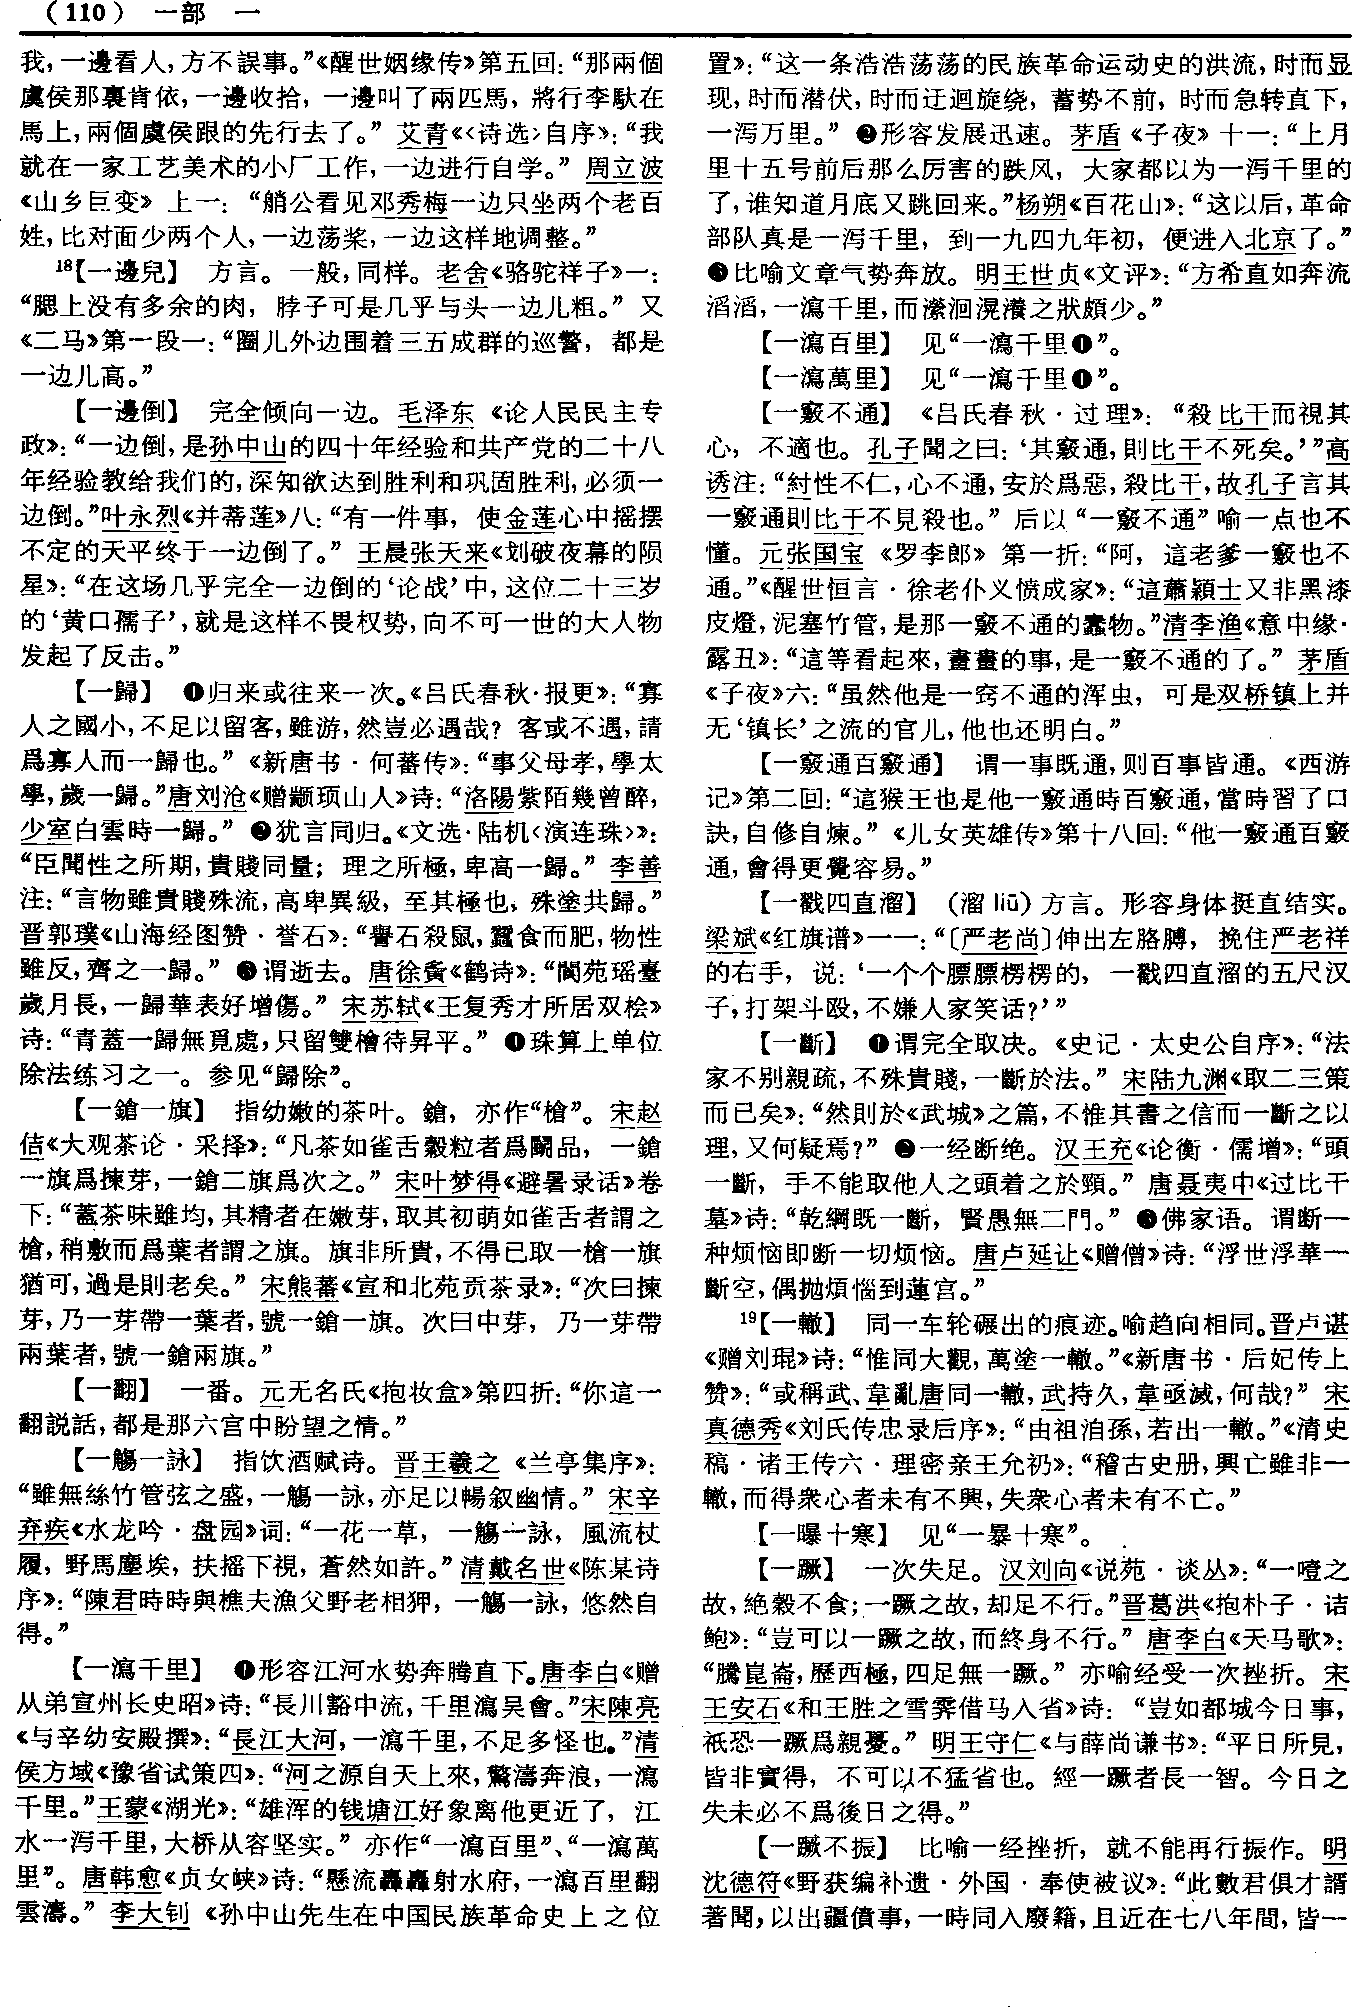 （110） 一部 一
我，一邊看人，方不誤事。”《醒世姻缘传》第五回：“那兩個
虞侯那裏肯依，一邊收拾，一邊叫了兩匹馬，將行李馱在
馬上，兩個虞侯跟的先行去了。” 艾青《〈诗选〉自序》：“我
就在一家工艺美术的小厂工作，一边进行自学。” 周立波
《山乡巨变》 上一：“艄公看见邓秀梅一边只坐两个老百
姓，比对面少两个人，一边荡桨，一边这样地调整。”
18【一邊兒】 方言。一般，同样。老舍《骆驼祥子》一：
“腮上没有多余的肉，脖子可是几乎与头一边儿粗。” 又
《二马》第一段一：“圈儿外边围着三五成群的巡警，都是
一边儿高。”
【一邊倒】 完全倾向一边。毛泽东《论人民民主专
政》：“一边倒，是孙中山的四十年经验和共产党的二十八
年经验教给我们的，深知欲达到胜利和巩固胜利，必须一
边倒。”叶永烈《并蒂莲》八：“有一件事，使金莲心中摇摆
不定的天平终于一边倒了。” 王晨张天来《划破夜幕的陨
星》：“在这场几乎完全一边倒的‘论战’中，这位二十三岁
的‘黄口孺子’，就是这样不畏权势，向不可一世的大人物
发起了反击。”
【一歸】 ❶归来或往来一次。《吕氏春秋·报更》：“寡
人之國小，不足以留客，雖游，然豈必遇哉？客或不遇，請
爲寡人而一歸也。” 《新唐书·何蕃传》：“事父母孝，學太
學，歲一歸。”唐刘沧《赠颛顼山人》诗：“洛陽紫陌幾曾醉，
少室白雲時一歸。” ❷犹言同归。《文选·陆机〈演连珠〉》：
“臣聞性之所期，貴賤同量；理之所極，卑高一歸。” 李善
注：“言物雖貴賤殊流，高卑異級，至其極也，殊塗共歸。”
晋郭璞《山海经图赞·誉石》：“礜石殺鼠，蠶食而肥，物性
雖反，齊之一歸。” ❸谓逝去。唐徐夤《鹤诗》：“閬苑瑶臺
歲月長，一歸華表好增傷。” 宋苏轼《王复秀才所居双桧》
诗：“青蓋一歸無覓處，只留雙檜待昇平。” ❹珠算上单位
除法练习之一。参见“歸除”。
【一鎗一旗】 指幼嫩的茶叶。鎗，亦作“槍”。宋赵
佶《大观茶论·采择》：“凡茶如雀舌穀粒者爲鬭品，一鎗
一旗爲揀芽，一鎗二旗爲次之。” 宋叶梦得《避暑录话》卷
下：“蓋茶味雖均，其精者在嫩芽，取其初萌如雀舌者謂之
槍，稍敷而爲葉者謂之旗。旗非所貴，不得已取一槍一旗
猶可，過是則老矣。” 宋熊蕃《宣和北苑贡茶录》：“次曰揀
芽，乃一芽帶一葉者，號一鎗一旗。次曰中芽，乃一芽帶
兩葉者，號一鎗兩旗。”
【一翻】 一番。元无名氏《抱妆盒》第四折：“你這一
翻説話，都是那六宫中盼望之情。”
【一觴一詠】 指饮酒赋诗。晋王羲之《兰亭集序》：
“雖無絲竹管弦之盛，一觴一詠，亦足以暢叙幽情。” 宋辛
弃疾《水龙吟·盘园》词：“一花一草，一觴一詠，風流杖
履，野馬塵埃，扶摇下視，蒼然如許。” 清戴名世《陈某诗
序》：“陳君時時與樵夫漁父野老相狎，一觴一詠，悠然自
得。”
【一瀉千里】 ❶形容江河水势奔腾直下。唐李白《赠
从弟宣州长史昭》诗：“長川豁中流，千里瀉吴會。”宋陳亮
《与辛幼安殿撰》：“長江大河，一瀉千里，不足多怪也。”清
侯方域《豫省试策四》：“河之源自天上來，驚濤奔浪，一瀉
千里。”王蒙《湖光》：“雄浑的钱塘江好象离他更近了，江
水一泻千里，大桥从容坚实。” 亦作“一瀉百里”、“一瀉萬
里”。唐韩愈《贞女峡》诗：“懸流轟轟射水府，一瀉百里翻
雲濤。” 李大钊《孙中山先生在中国民族革命史上之位
置》：“这一条浩浩荡荡的民族革命运动史的洪流，时而显
现，时而潜伏，时而迂迴旋绕，蓄势不前，时而急转直下，
一泻万里。” ❷形容发展迅速。茅盾《子夜》十一：“上月
里十五号前后那么厉害的跌风，大家都以为一泻千里的
了，谁知道月底又跳回来。”杨朔《百花山》：“这以后，革命
部队真是一泻千里，到一九四九年初，便进入北京了。”
❸比喻文章气势奔放。明王世贞《文评》：“方希直如奔流
滔滔，一瀉千里，而瀠洄滉瀁之狀頗少。”
【一瀉百里】 见“一瀉千里❶”。
【一瀉萬里】 见“一瀉千里❶”。
【一竅不通】 《吕氏春秋·过理》：“殺比干而視其
心，不適也。孔子聞之曰：‘其竅通，則比干不死矣。’”高
诱注：“紂性不仁，心不通，安於爲惡，殺比干，故孔子言其
一竅通則比干不見殺也。” 后以“一竅不通”喻一点也不
懂。元张国宝《罗李郎》第一折：“阿，這老爹一竅也不
通。”《醒世恒言·徐老仆义愤成家》：“這蕭穎士又非黑漆
皮燈，泥塞竹管，是那一竅不通的蠢物。”清李渔《意中缘·
露丑》：“這等看起來，畫畫的事，是一竅不通的了。” 茅盾
《子夜》六：“虽然他是一窍不通的浑虫，可是双桥镇上并
无‘镇长’之流的官儿，他也还明白。”
【一竅通百竅通】 谓一事既通，则百事皆通。《西游
记》第二回：“這猴王也是他一竅通時百竅通，當時習了口
訣，自修自煉。” 《儿女英雄传》第十八回：“他一竅通百竅
通，會得更覺容易。”
【一戳四直溜】 （溜 liū）方言。形容身体挺直结实。
梁斌《红旗谱》一一：“〔严老尚〕伸出左胳膊，挽住严老祥
的右手，说：‘一个个膘膘楞楞的，一戳四直溜的五尺汉
子，打架斗殴，不嫌人家笑话？’”
【一斷】 ❶谓完全取决。《史记·太史公自序》：“法
家不别親疏，不殊貴賤，一斷於法。” 宋陆九渊《取二三策
而已矣》：“然則於《武城》之篇，不惟其書之信而一斷之以
理，又何疑焉？” ❷一经断绝。汉王充《论衡·儒增》：“頭
一斷，手不能取他人之頭着之於頸。” 唐聂夷中《过比干
墓》诗：“乾綱既一斷，賢愚無二門。” ❸佛家语。谓断一
种烦恼即断一切烦恼。唐卢延让《赠僧》诗：“浮世浮華一
斷空，偶抛煩惱到蓮宫。”
19【一轍】 同一车轮碾出的痕迹。喻趋向相同。晋卢谌
《赠刘琨》诗：“惟同大觀，萬塗一轍。”《新唐书·后妃传上
赞》：“或稱武、韋亂唐同一轍，武持久，韋亟滅，何哉？” 宋
真德秀《刘氏传忠录后序》：“由祖洎孫，若出一轍。”《清史
稿·诸王传六·理密亲王允礽》：“稽古史册，興亡雖非一
轍，而得衆心者未有不興，失衆心者未有不亡。”
【一曝十寒】 见“一暴十寒”。
【一蹶】 一次失足。汉刘向《说苑·谈丛》：“一噎之
故，絶穀不食；一蹶之故，却足不行。”晋葛洪《抱朴子·诘
鲍》：“豈可以一蹶之故，而終身不行。” 唐李白《天马歌》：
“騰崑崙，歷西極，四足無一蹶。” 亦喻经受一次挫折。宋
王安石《和王胜之雪霁借马入省》诗：“豈如都城今日事，
祇恐一蹶爲親憂。” 明王守仁《与薛尚谦书》：“平日所見，
皆非實得，不可以不猛省也。經一蹶者長一智。今日之
失未必不爲後日之得。”
【一蹶不振】 比喻一经挫折，就不能再行振作。明
沈德符《野获编补遗·外国·奉使被议》：“此數君俱才諝
著聞，以出疆僨事，一時同入廢籍，且近在七八年間，皆一